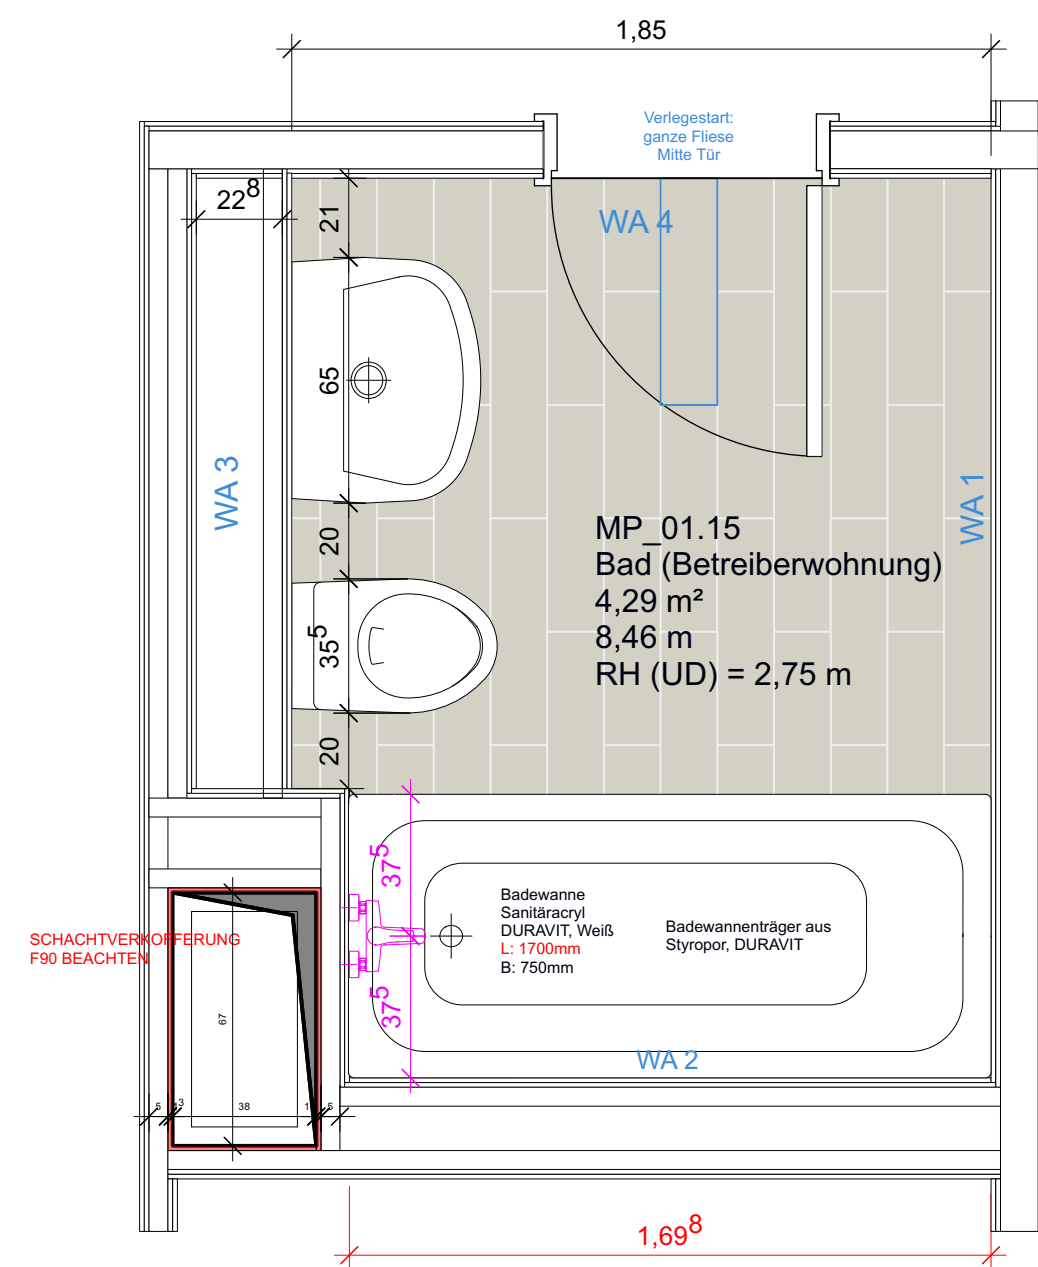 1,85
Verlegestart:
ganze Fliese
Mitte Tür
22⁸
21
WA 4
65
WA 3
WA 1
20
MP_01.15
Bad (Betreiberwohnung)
4,29 m²
8,46 m
RH (UD) = 2,75 m
35⁵
20
37⁵
Badewanne
Sanitäracryl
DURAVIT, Weiß
L: 1700mm
B: 750mm
Badewannenträger aus
Styropor, DURAVIT
SCHACHTVERKOFFERUNG
F90 BEACHTEN
37⁵
67
WA 2
5
3
38
1
5
1,69⁸